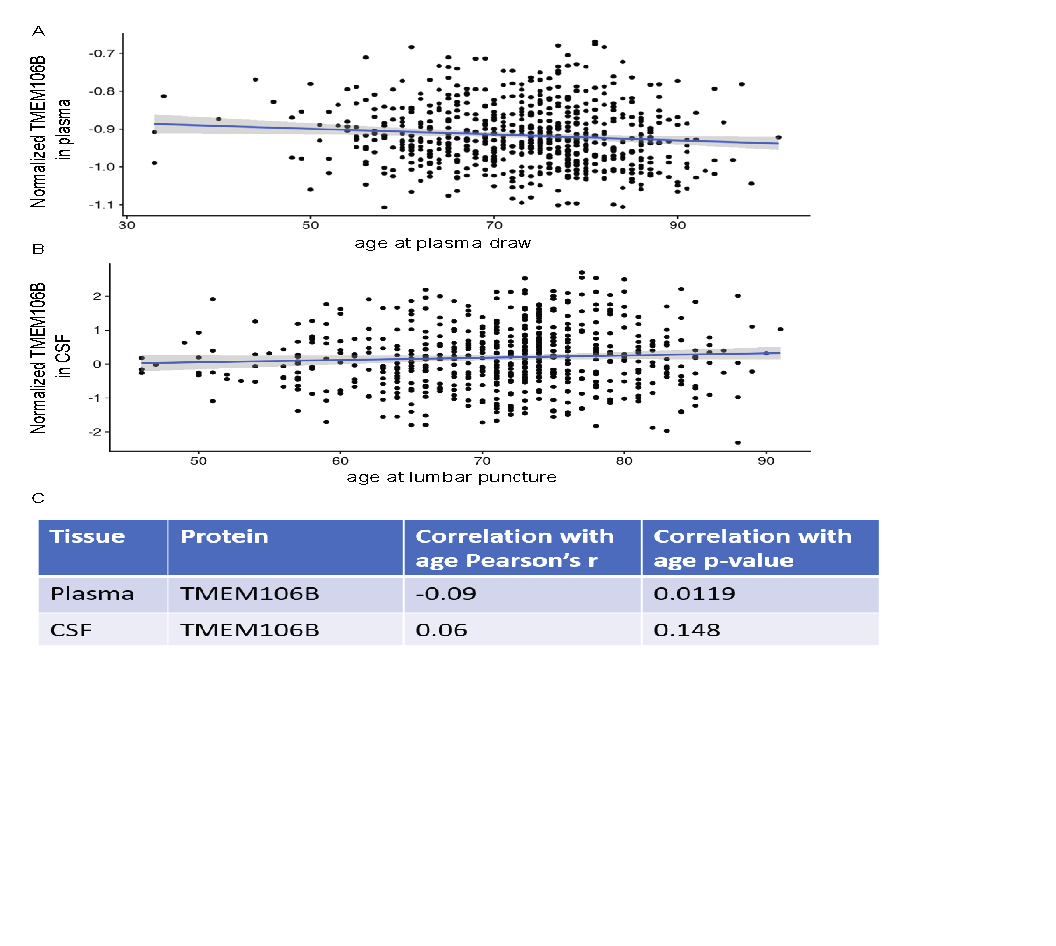 A
Normalized TMEM106B
in plasma
-0.7
-0.8
-0.9
-1.0
-1.1
30 50 70 90
age at plasma draw
B
Normalized TMEM106B
in CSF
2
1
0
-1
-2
50 60 70 80 90
age at lumbar puncture
C
Tissue Protein Correlation with
age Pearson's r Correlation with
age p-value
Plasma TMEM106B -0.09 0.0119
CSF TMEM106B 0.06 0.148